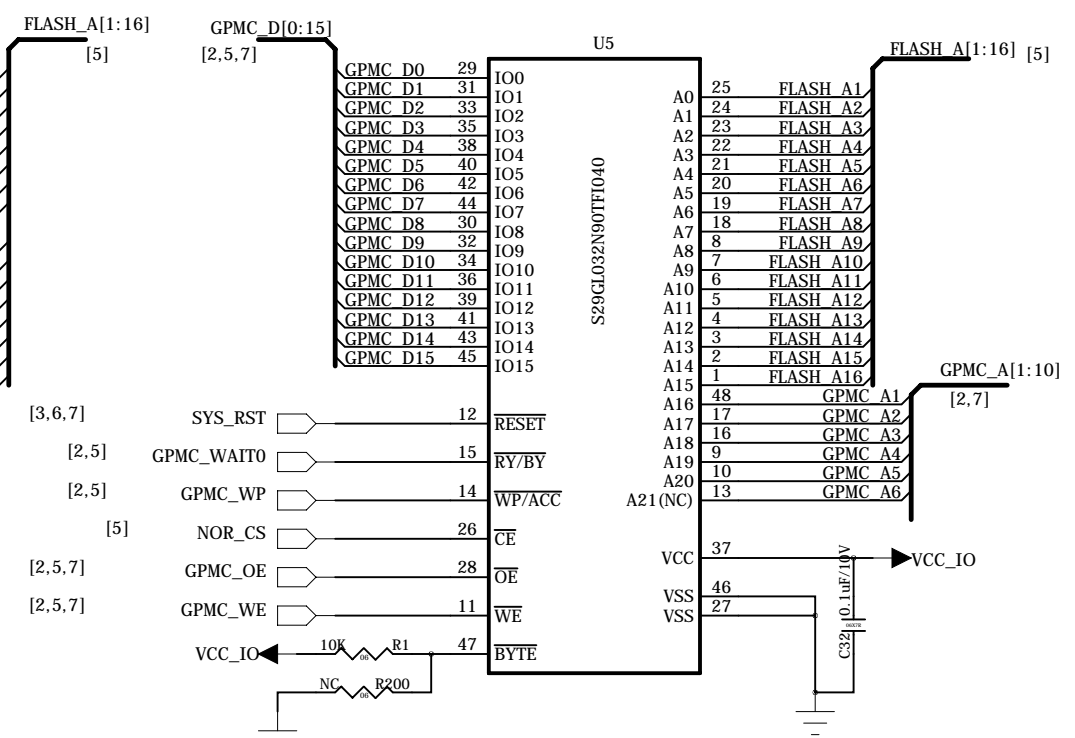 FLASH_A[1:16]
[5]
GPMC_D[0:15]
[2,5,7]
U5
FLASH_A[1:16] [5]
GPMC_D0 29 IO0
GPMC_D1 31 IO1
GPMC_D2 33 IO2
GPMC_D3 35 IO3
GPMC_D4 38 IO4
GPMC_D5 40 IO5
GPMC_D6 42 IO6
GPMC_D7 44 IO7
GPMC_D8 30 IO8
GPMC_D9 32 IO9
GPMC_D10 34 IO10
GPMC_D11 36 IO11
GPMC_D12 39 IO12
GPMC_D13 41 IO13
GPMC_D14 43 IO14
GPMC_D15 45 IO15
S29GL032N90TFI040
A0 25 FLASH_A1
A1 24 FLASH_A2
A2 23 FLASH_A3
A3 22 FLASH_A4
A4 21 FLASH_A5
A5 20 FLASH_A6
A6 19 FLASH_A7
A7 18 FLASH_A8
A8 8 FLASH_A9
A9 7 FLASH_A10
A10 6 FLASH_A11
A11 5 FLASH_A12
A12 4 FLASH_A13
A13 3 FLASH_A14
A14 2 FLASH_A15
A15 1 FLASH_A16
GPMC_A[1:10]
[2,7]
A16 48 GPMC_A1
A17 17 GPMC_A2
A18 16 GPMC_A3
A19 9 GPMC_A4
A20 10 GPMC_A5
A21(NC) 13 GPMC_A6
[3,6,7] SYS_RST 12 RESET
[2,5] GPMC_WAIT0 15 RY/BY
[2,5] GPMC_WP 14 WP/ACC
[5] NOR_CS 26 CE
[2,5,7] GPMC_OE 28 OE
[2,5,7] GPMC_WE 11 WE
VCC_IO 10K 06 R1 47 BYTE
NC 06 R200
VCC 37 VCC_IO
VSS 46
VSS 27
C32 0.1uF/10V